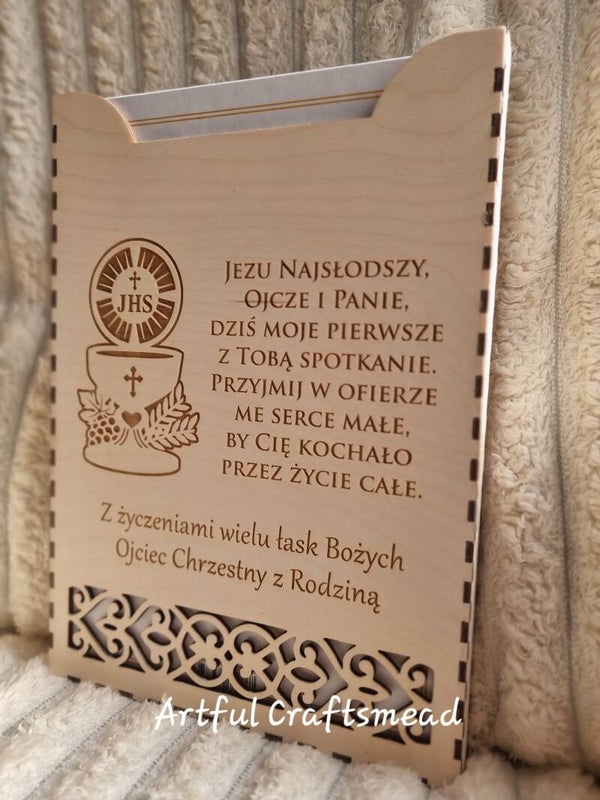 JHS
Jezu Najsłodszy,
Ojcze i Panie,
dziś moje pierwsze
z Tobą spotkanie.
Przyjmij w ofierze
me serce małe,
by Cię kochało
przez życie całe.
Z życzeniami wielu łask Bożych
Ojciec Chrzestny z Rodziną
Artful Craftsmead